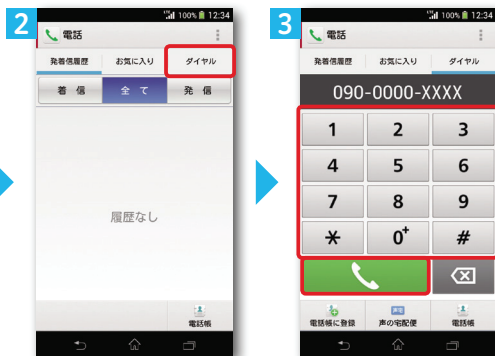 2
100% 12:34
電話
発着信履歴 お気に入り ダイヤル
着 信 全 て 発 信
履歴なし
電話帳
3
100% 12:34
電話
発着信履歴 お気に入り ダイヤル
090-0000-XXXX
1 2 3
4 5 6
7 8 9
* 0+ #
電話帳に登録 声の宅配便 電話帳